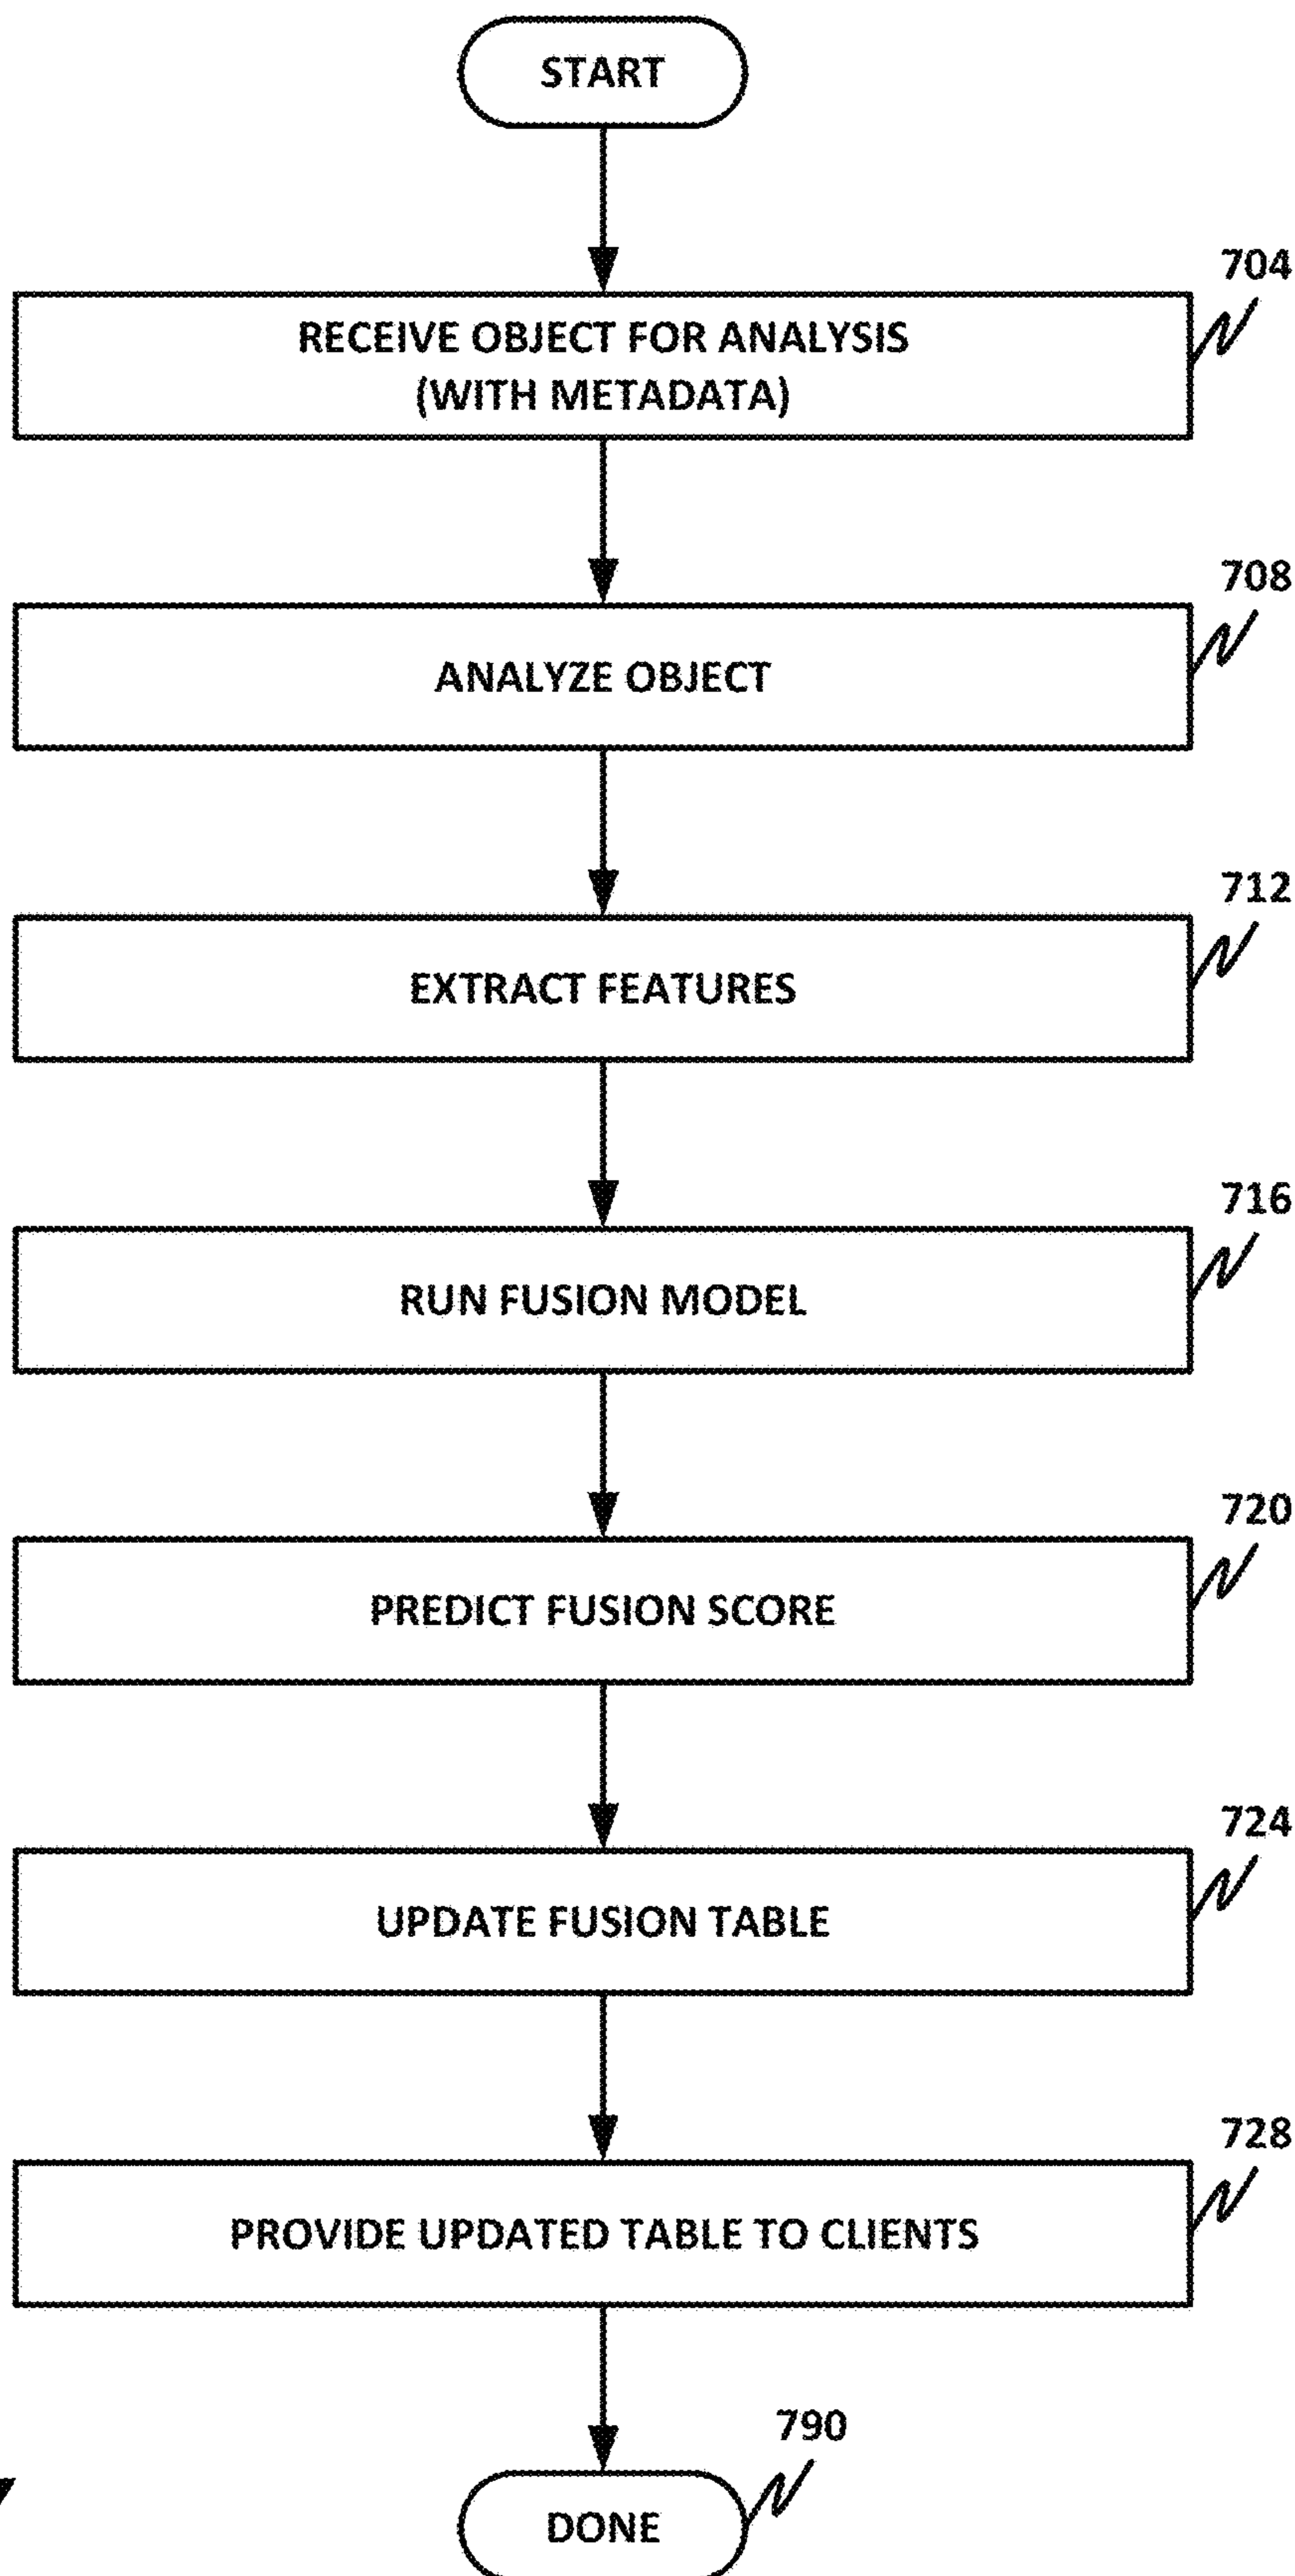 START
704
RECEIVE OBJECT FOR ANALYSIS
(WITH METADATA)
708
ANALYZE OBJECT
712
EXTRACT FEATURES
716
RUN FUSION MODEL
720
PREDICT FUSION SCORE
724
UPDATE FUSION TABLE
728
PROVIDE UPDATED TABLE TO CLIENTS
790
DONE